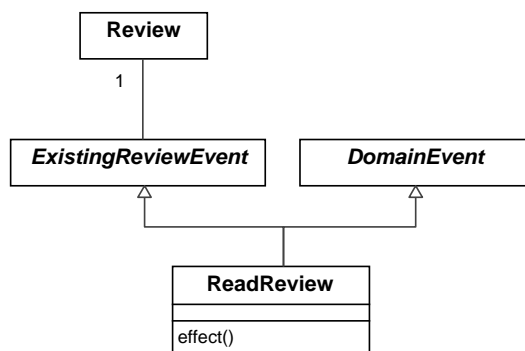 Review
1
ExistingReviewEvent
DomainEvent
ReadReview
effect()